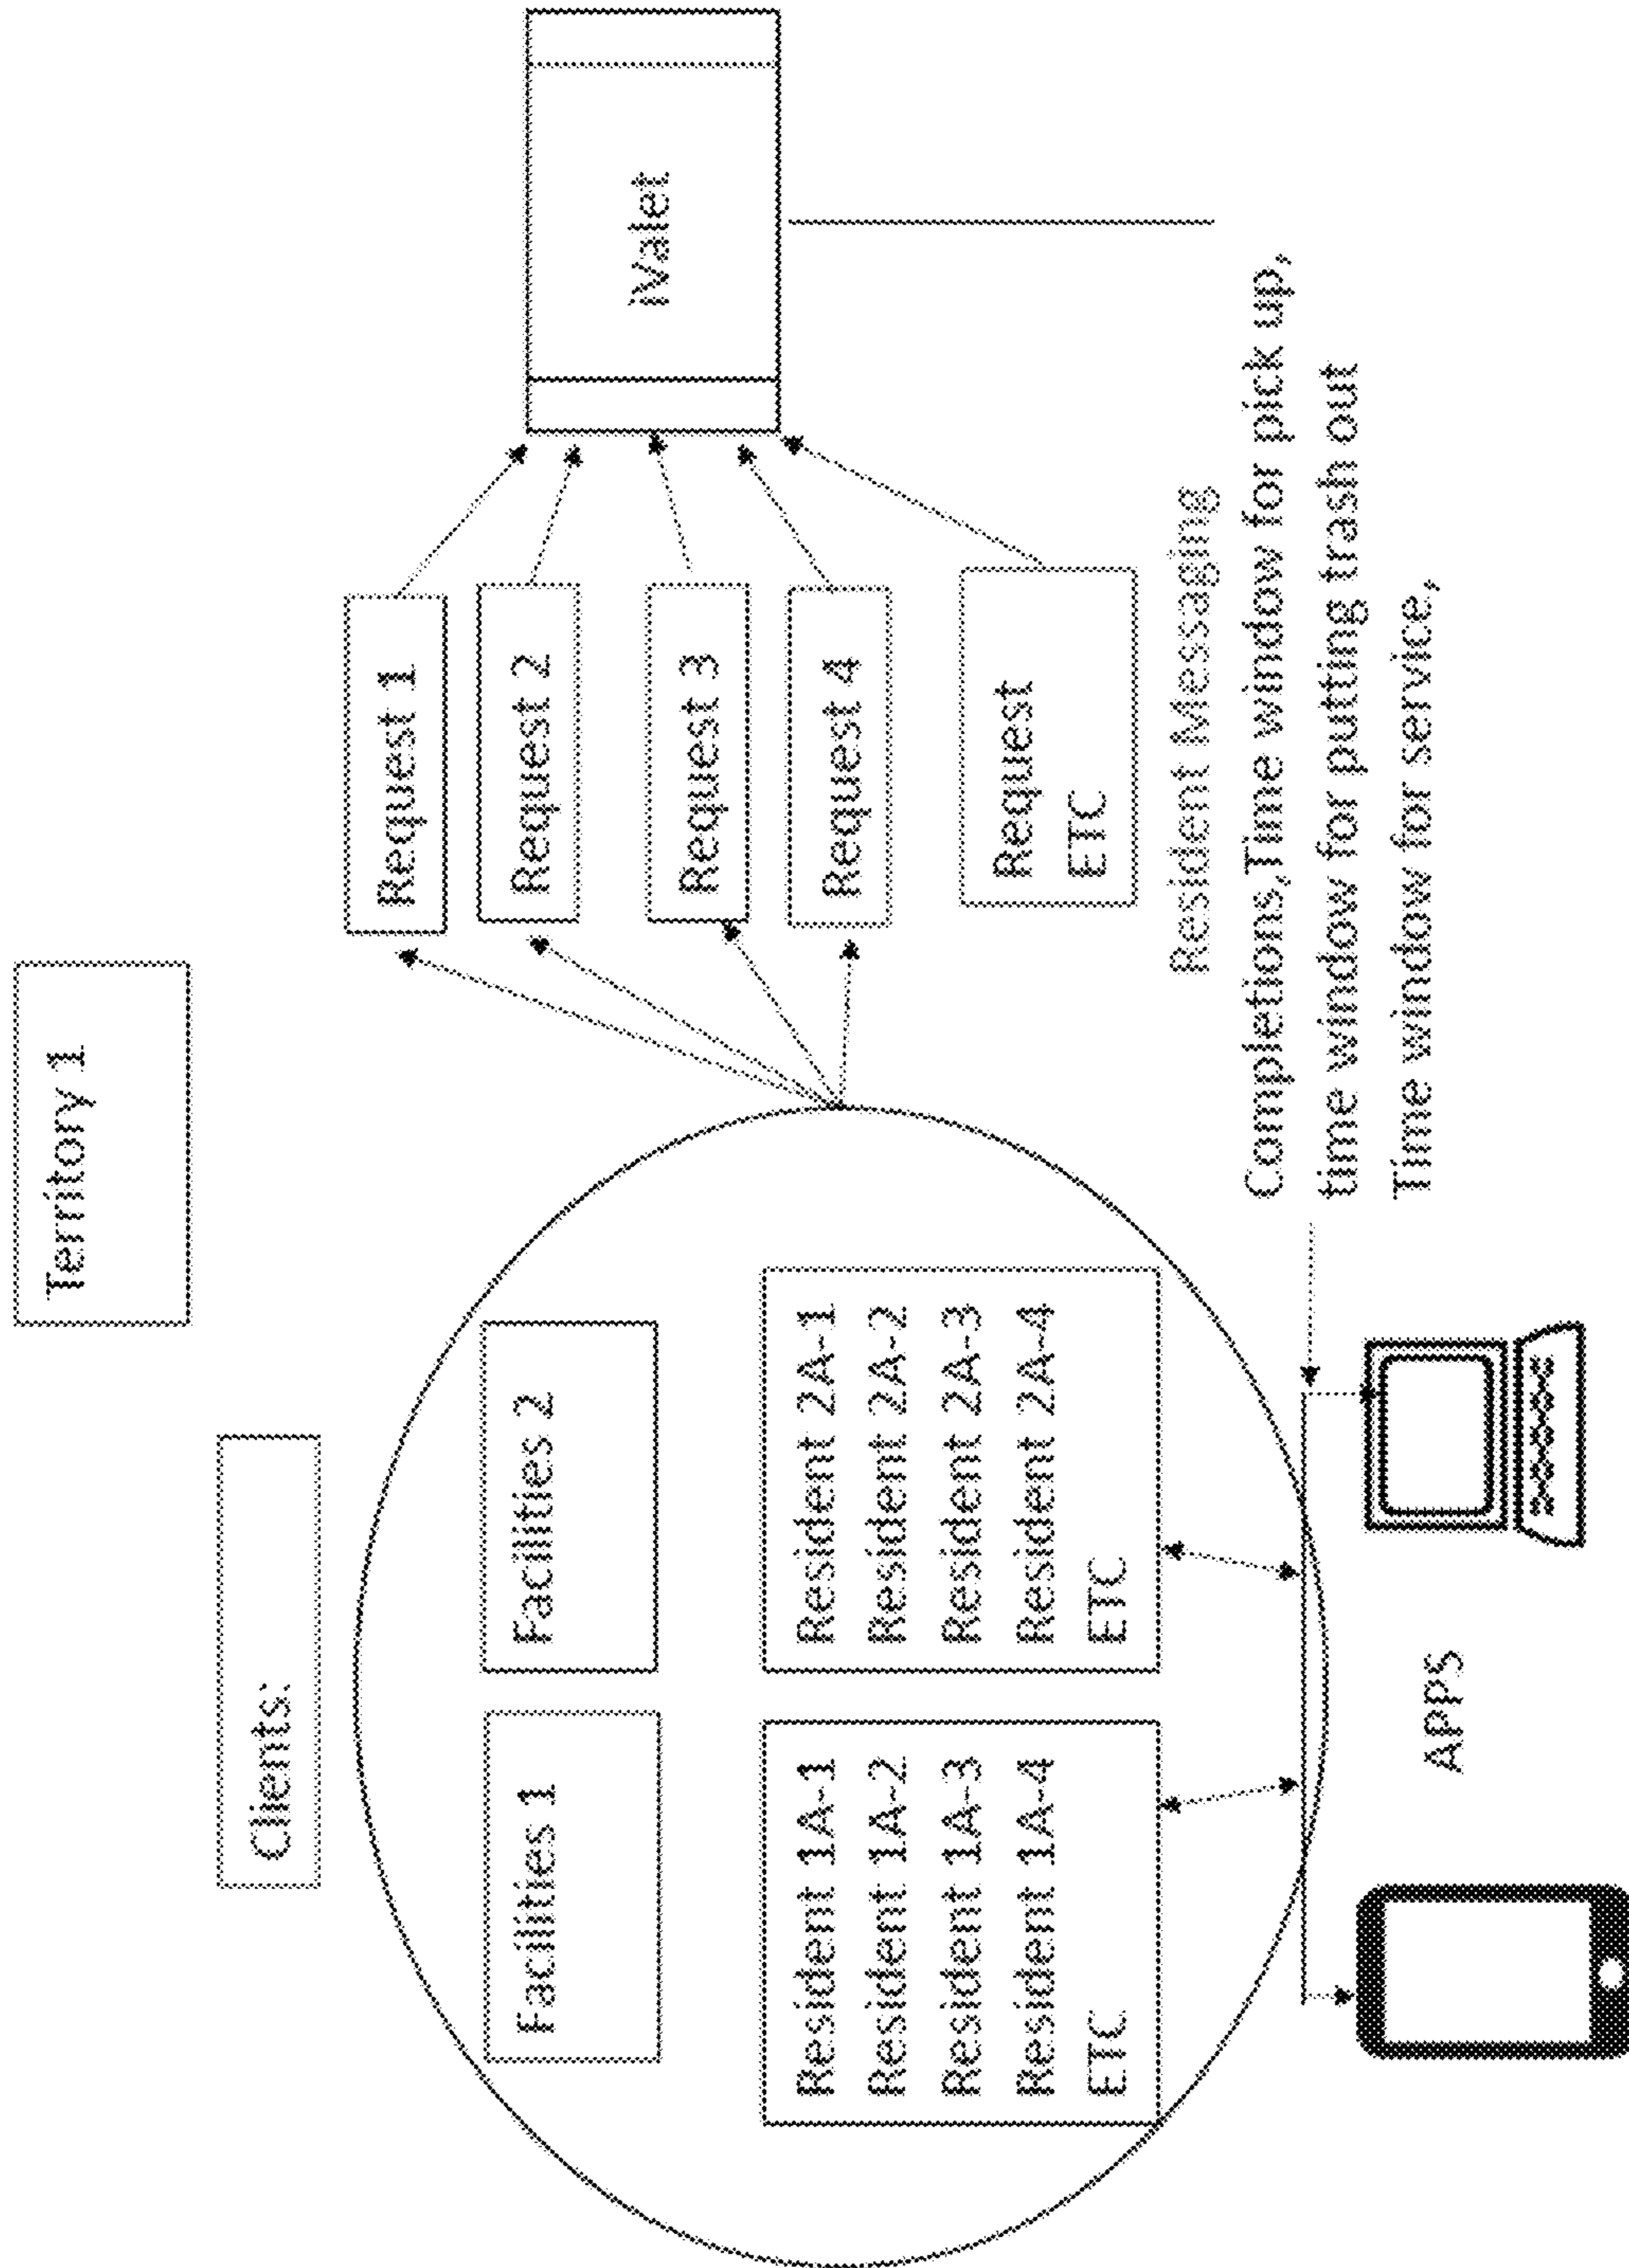 Territory 1
Clients:
Facilities 1
Facilities 2
Resident 1A-1
Resident 1A-2
Resident 1A-3
Resident 1A-4
ETC
Resident 2A-1
Resident 2A-2
Resident 2A-3
Resident 2A-4
ETC
Request 1
Request 2
Request 3
Request 4
Request
ETC
iValet
Resident Messaging
Completions,Time window for pick up,
time window for putting trash out
Time window for service,
APPS